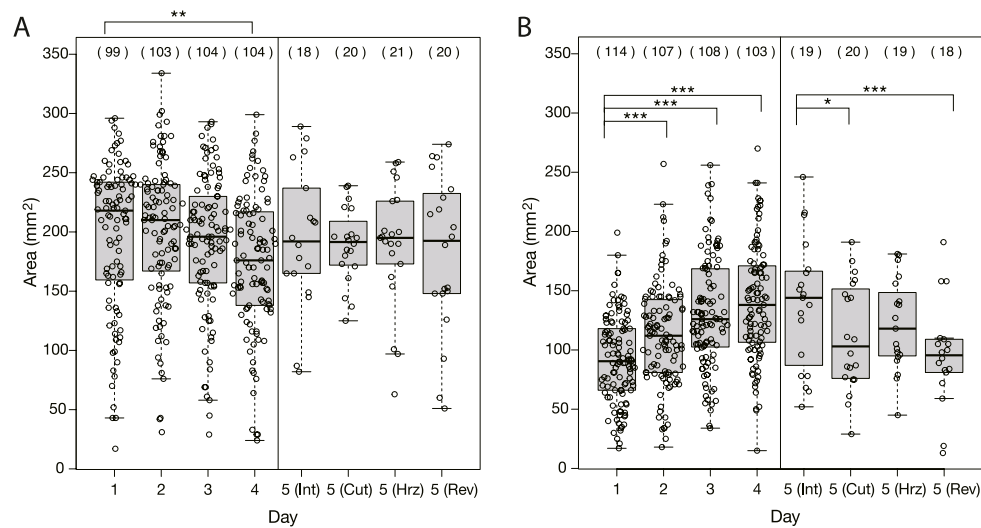 A
**
350
300
250
200
150
100
50
0
Area (mm2)
( 99 ) ( 103 ) ( 104 ) ( 104 ) ( 18 ) ( 20 ) ( 21 ) ( 20 )
1 2 3 4 5 (Int) 5 (Cut) 5 (Hrz) 5 (Rev)
Day
B
350
300
250
200
150
100
50
0
Area (mm2)
( 114 ) ( 107 ) ( 108 ) ( 103 ) ( 19 ) ( 20 ) ( 19 ) ( 18 )
*** ***
***
*** *
1 2 3 4 5 (Int) 5 (Cut) 5 (Hrz) 5 (Rev)
Day